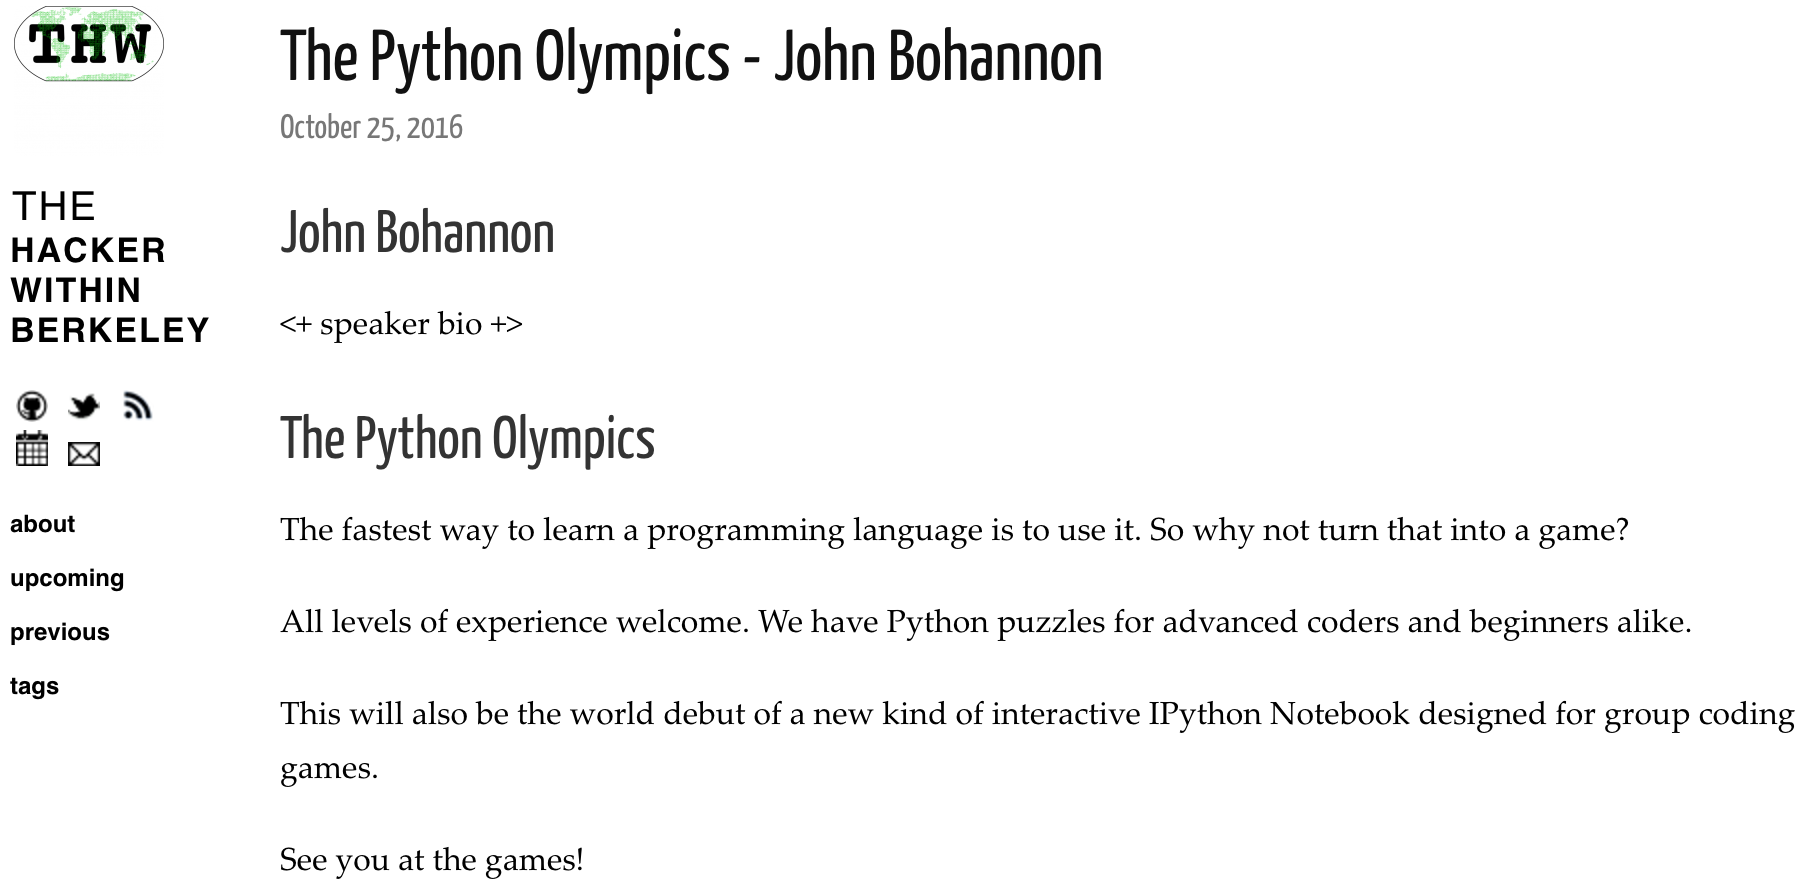 THW
THE
HACKER
WITHIN
BERKELEY
about
upcoming
previous
tags
The Python Olympics - John Bohannon
October 25, 2016
John Bohannon
<+ speaker bio +>
The Python Olympics
The fastest way to learn a programming language is to use it. So why not turn that into a game?
All levels of experience welcome. We have Python puzzles for advanced coders and beginners alike.
This will also be the world debut of a new kind of interactive IPython Notebook designed for group coding
games.
See you at the games!